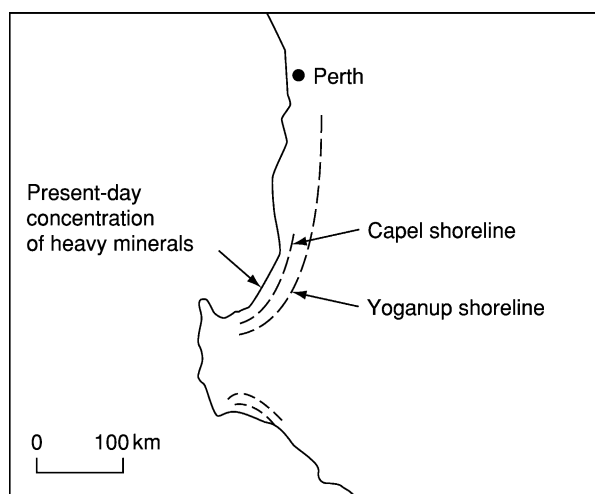 Perth
Present-day
concentration
of heavy minerals
Capel shoreline
Yoganup shoreline
0 100 km